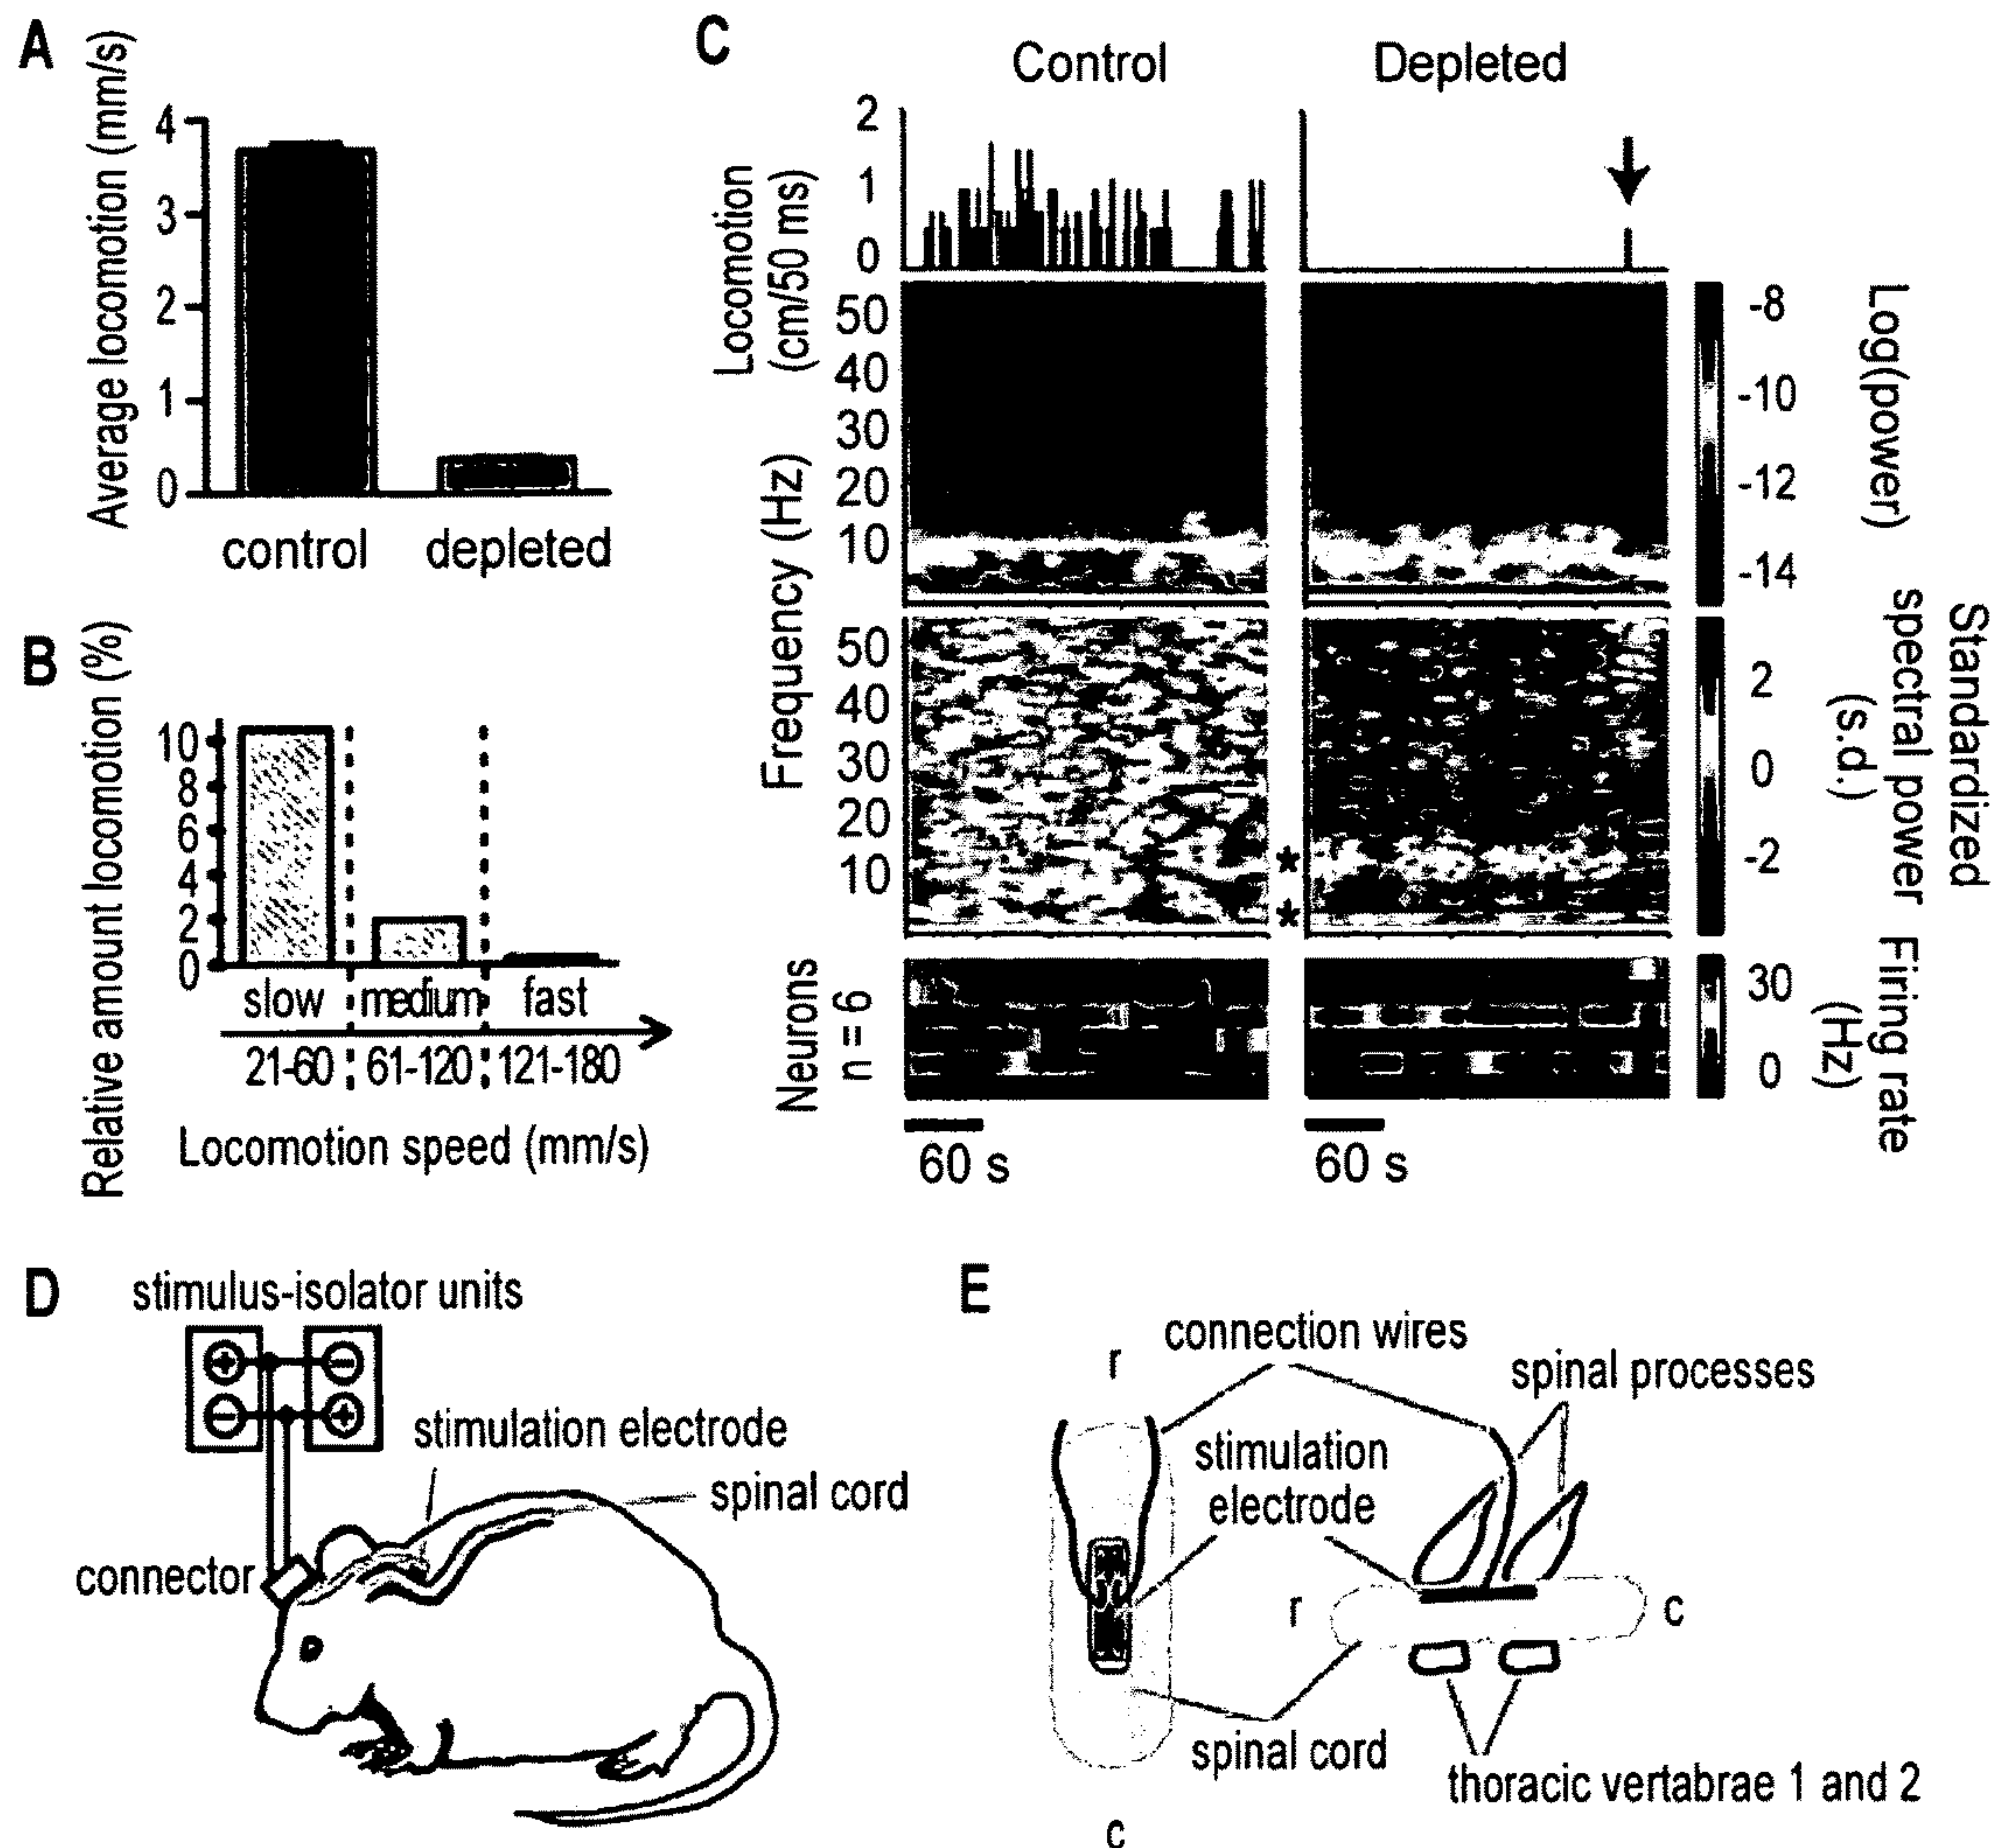 A
Average locomotion (mm/s)
4
3
2
1
0
control
depleted
B
Relative amount locomotion (%)
10
8
6
4
2
0
slow
medium
fast
21-60
61-120
121-180
Locomotion speed (mm/s)
C
Control
Depleted
Locomotion
(cm/50 ms)
2
1
0
Frequency (Hz)
50
40
30
20
10
-8
-10
-12
-14
Log(power)
50
40
30
20
10
*
*
2
0
-2
Standardized
spectral power
(s.d.)
Neurons
n = 6
30
0
Firing rate
(Hz)
60 s
60 s
D
stimulus-isolator units
+
−
−
+
stimulation electrode
spinal cord
connector
E
connection wires
r
spinal processes
stimulation
electrode
r
c
spinal cord
thoracic vertabrae 1 and 2
c